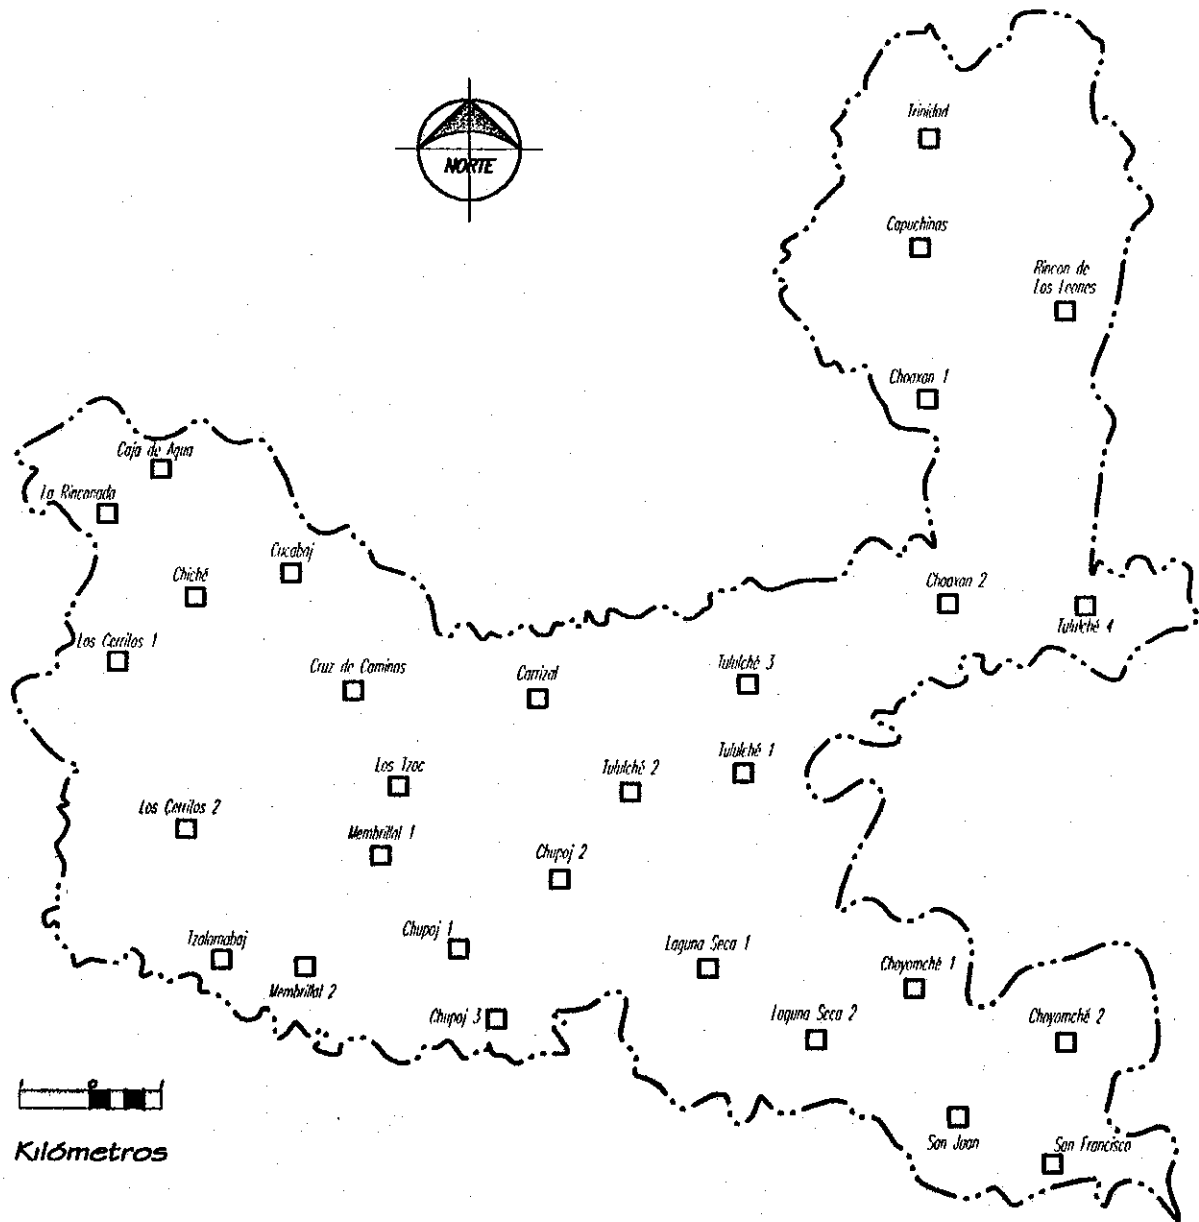 Trinidad
NORTE
Capuchinas
Rincon de
Los Leones
Choaxan 1
Caja de Agua
La Rinconada
Cucabaj
Chiché
Choaxan 2
Tululché 4
Los Cerritos 1
Cruz de Caminos
Carrizal
Tululché 3
Los Tzoc
Tululché 2
Tululché 1
Los Cerritos 2
Membrillal 1
Chupoj 2
Tzalamabaj
Membrillal 2
Chupoj 1
Laguna Seca 1
Choyomché 1
Chupoj 3
Laguna Seca 2
Choyomché 2
1 0 1
Kilómetros
San Juan
San Francisco